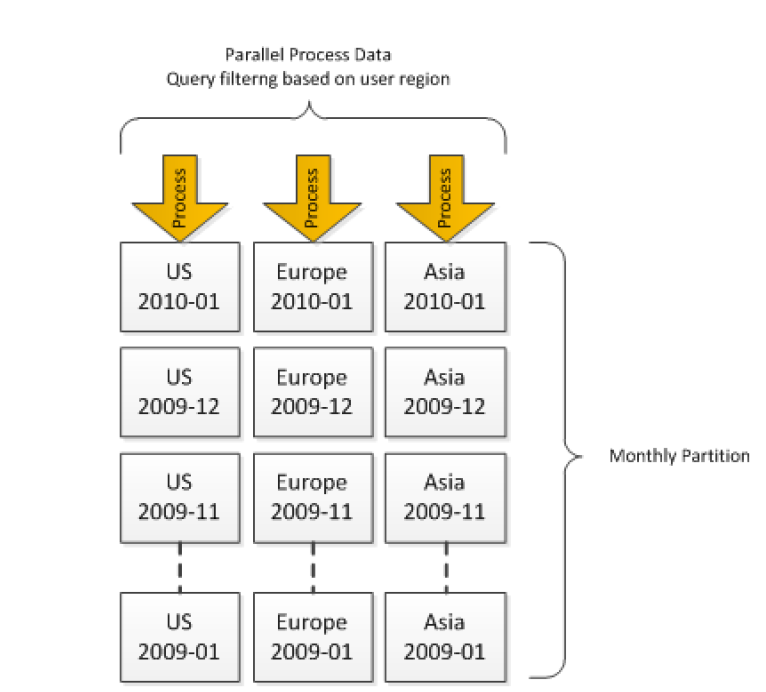 Parallel Process Data
Query filterng based on user region
Process
Process
Process
US
2010-01
Europe
2010-01
Asia
2010-01
US
2009-12
Europe
2009-12
Asia
2009-12
US
2009-11
Europe
2009-11
Asia
2009-11
Monthly Partition
US
2009-01
Europe
2009-01
Asia
2009-01